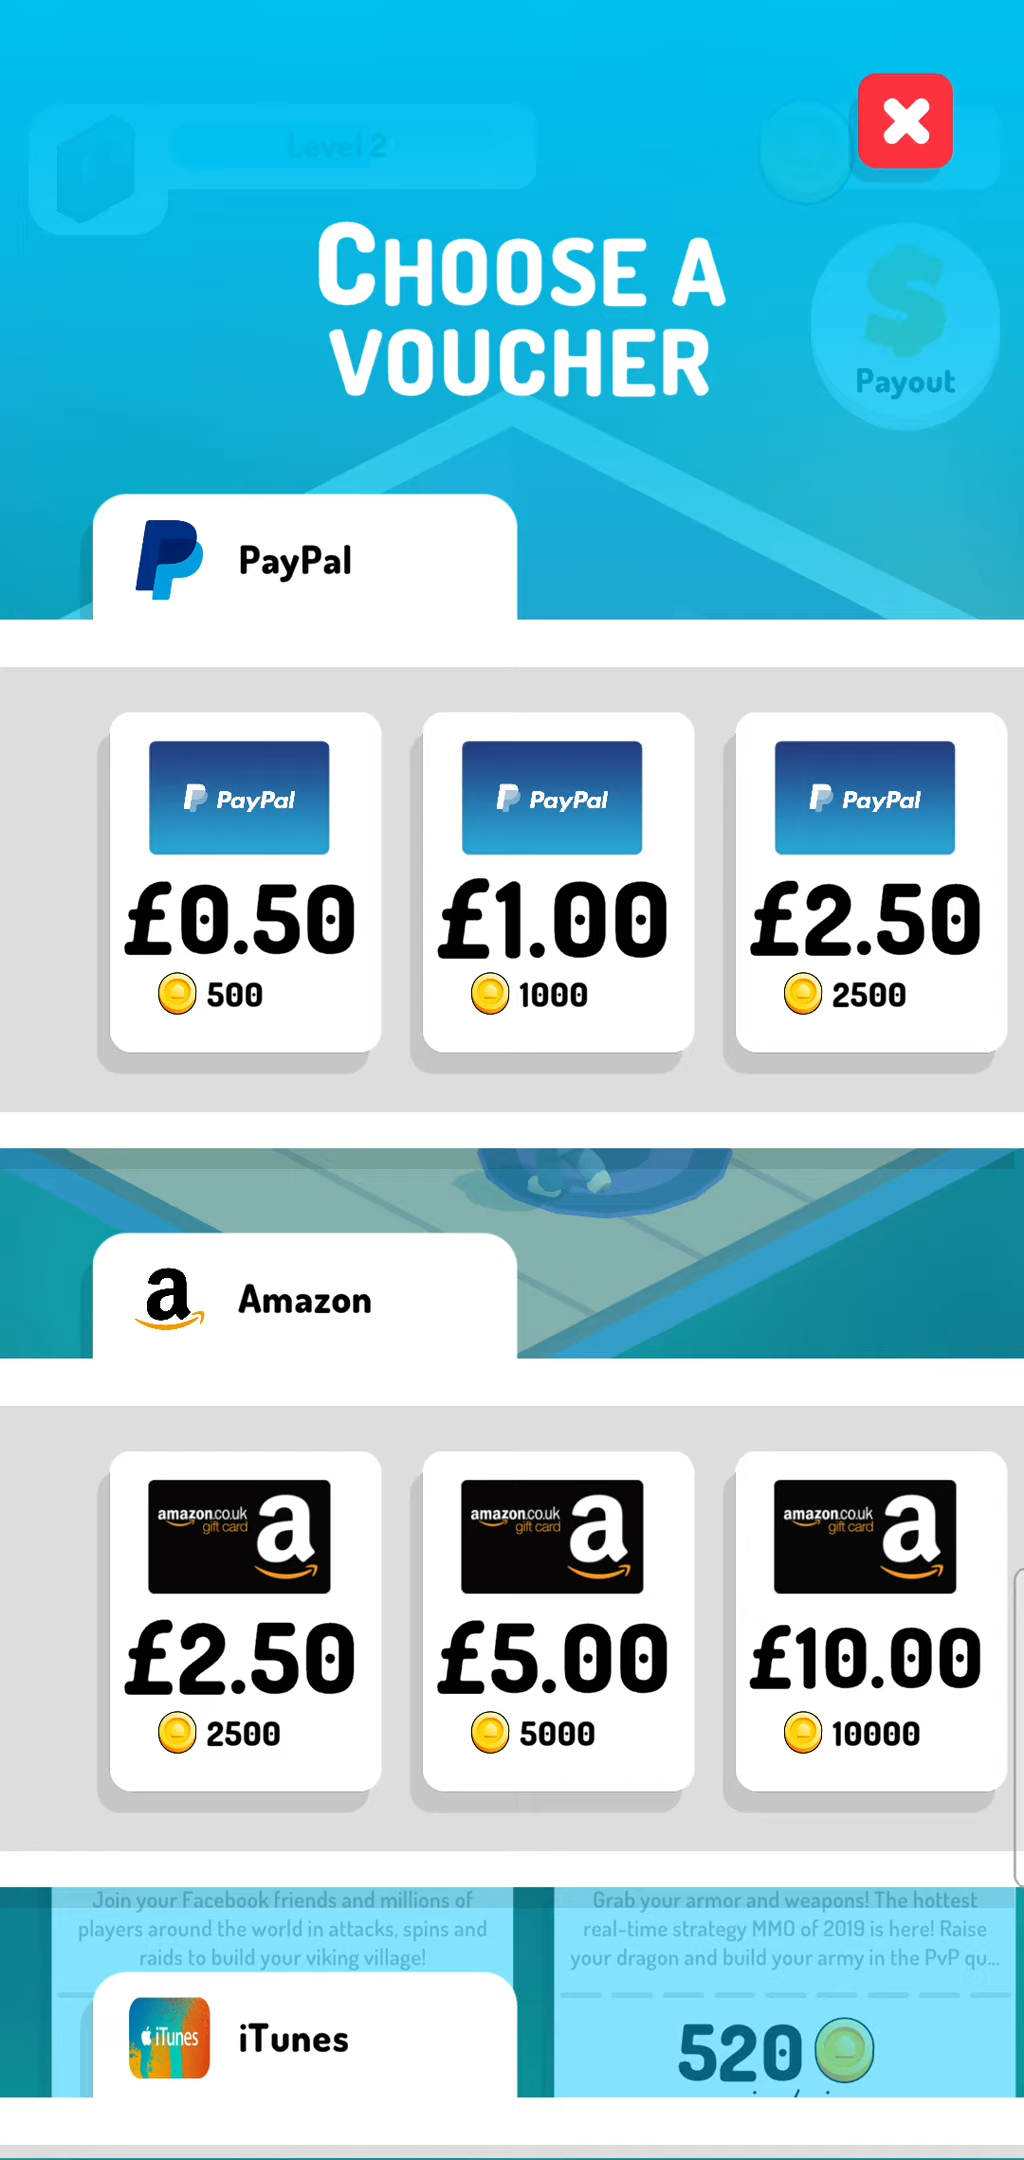 Level 2
CHOOSE A
VOUCHER
Payout
PayPal
PayPal
PayPal
PayPal
£0.50
£1.00
£2.50
500
1000
2500
Amazon
amazon.co.uk
gift card
amazon.co.uk
gift card
amazon.co.uk
gift card
£2.50
£5.00
£10.00
2500
5000
10000
Join your Facebook friends and millions of
players around the world in attacks, spins and
raids to build your viking village!
Grab your armor and weapons! The hottest
real-time strategy MMO of 2019 is here! Raise
your dragon and build your army in the PvP qu...
iTunes
iTunes
520